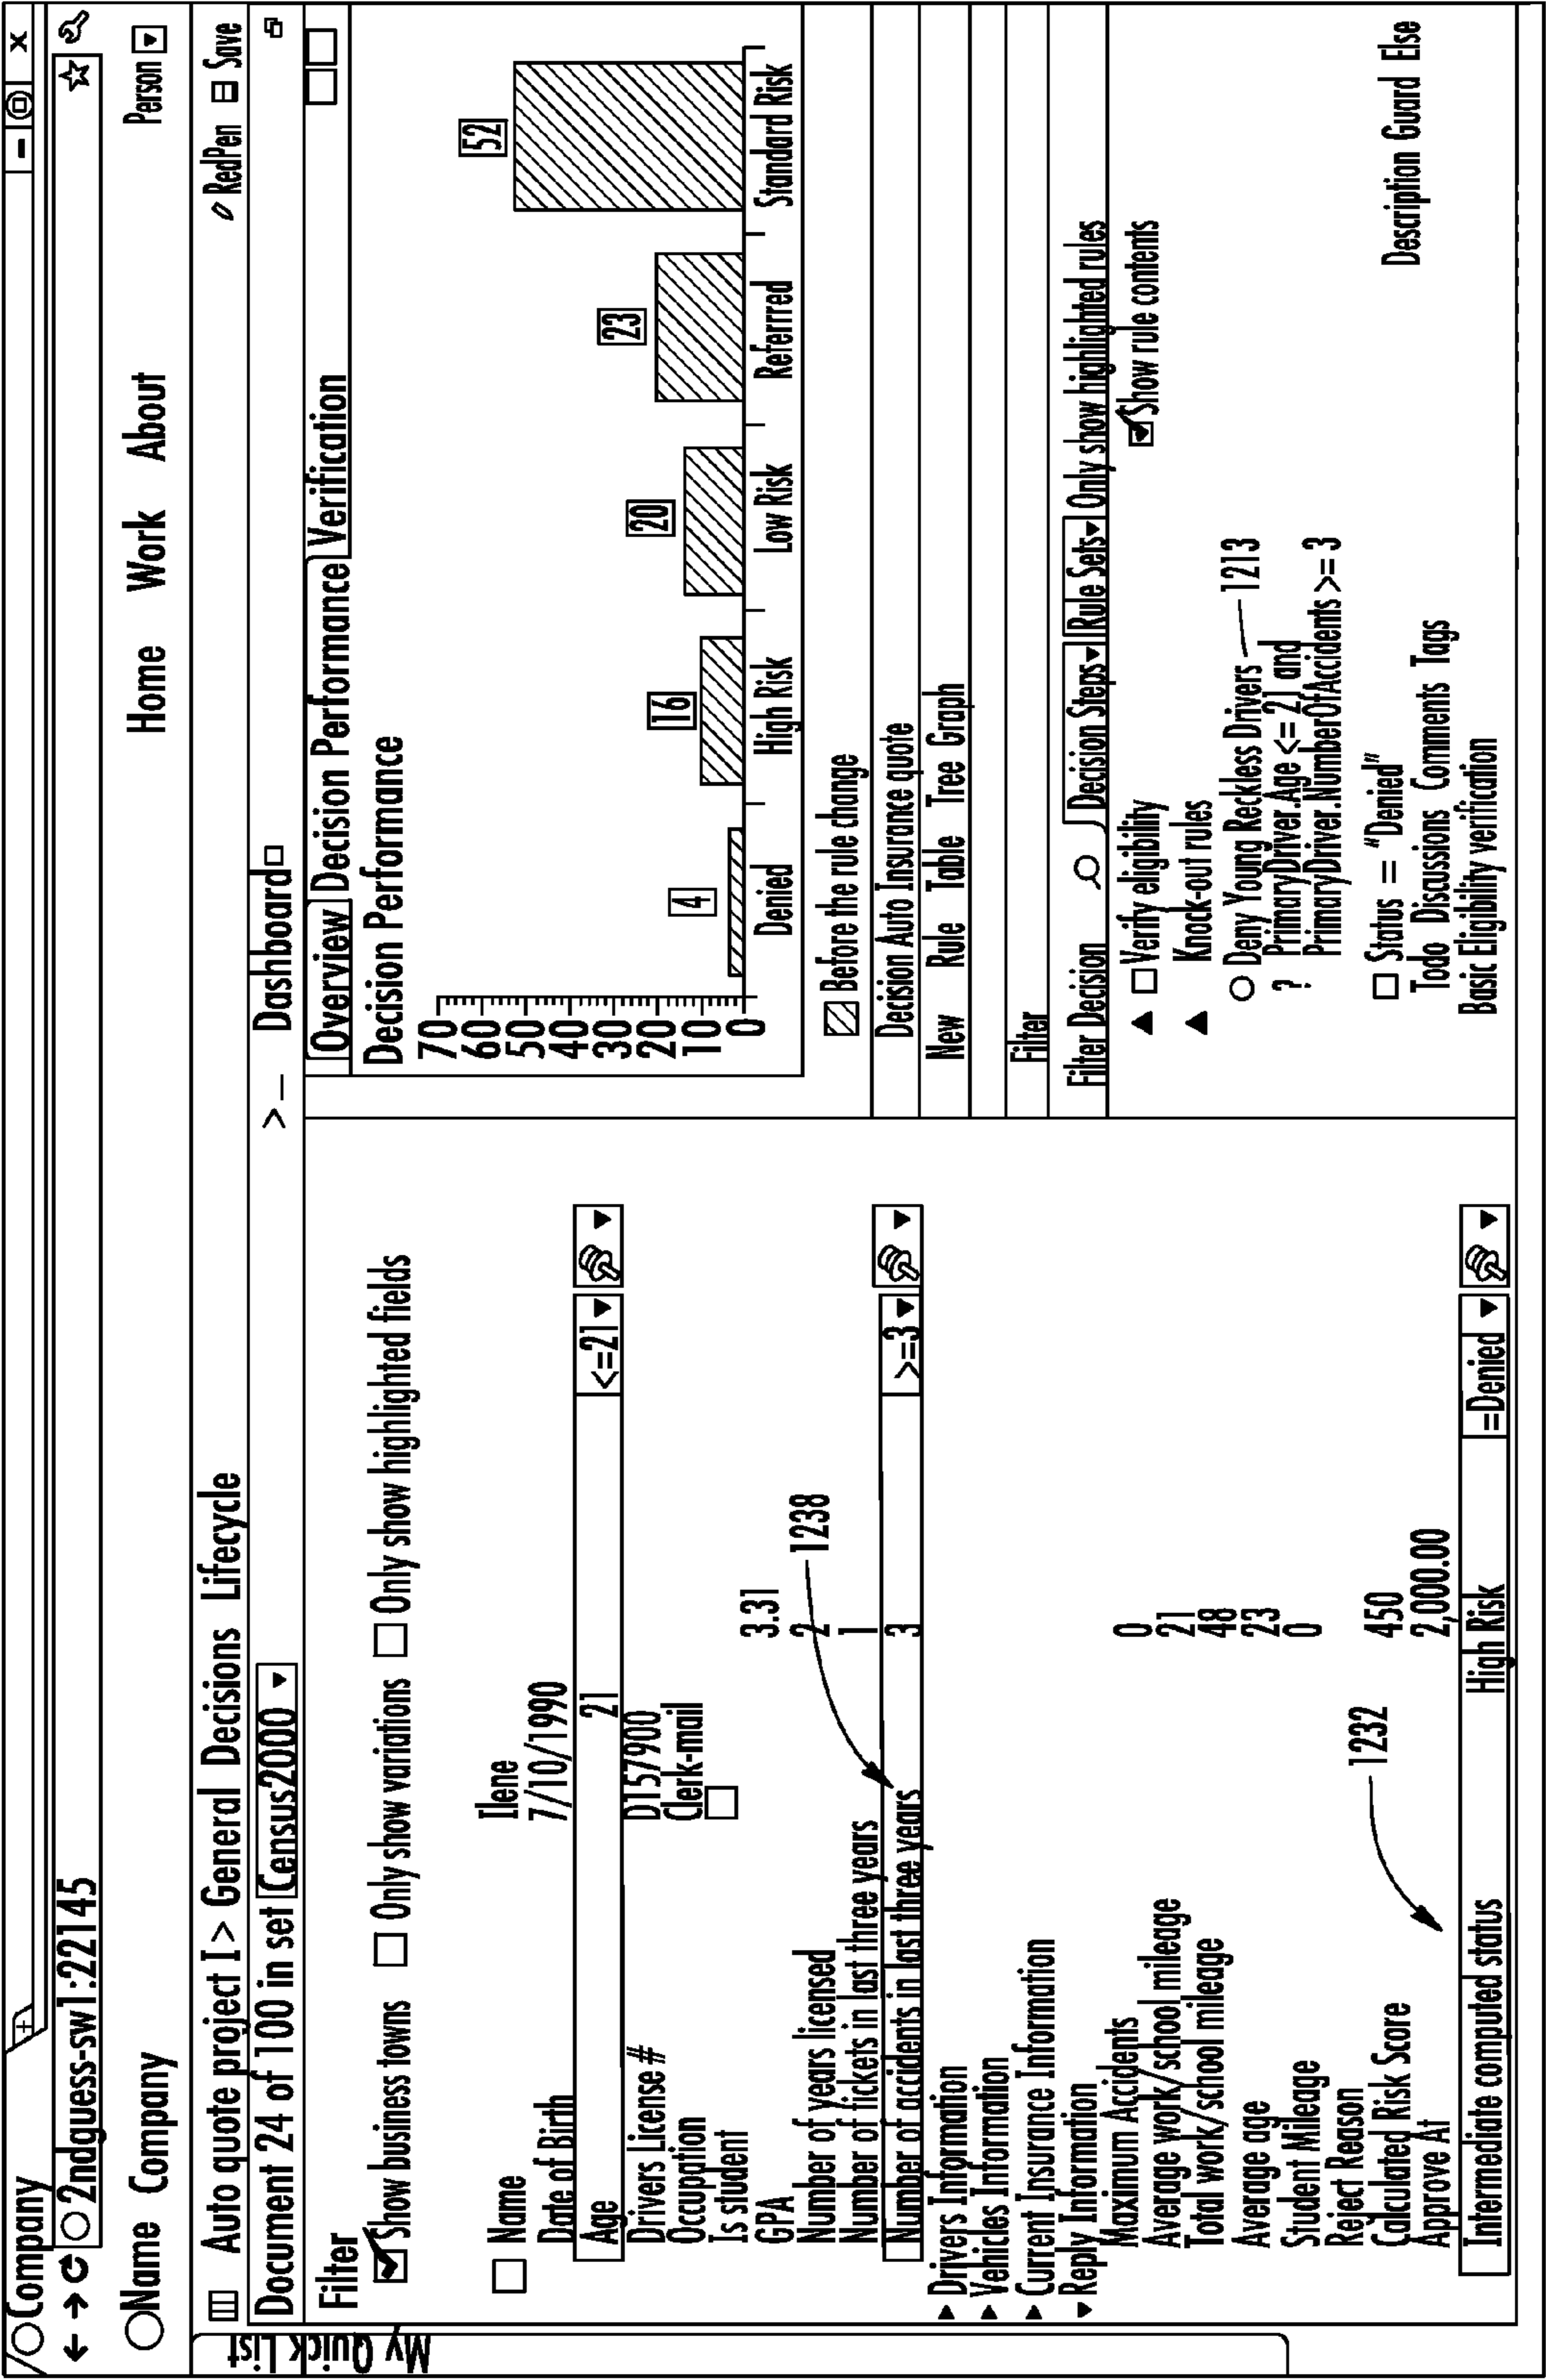 Company
2ndguess-sw1:22145
Name Company
Home Work About
Person
Auto quote project I > General Decisions Lifecycle
RedPen Save
Document 24 of 100 in set Census2000
>_ Dashboard
My Quick List
Filter
Show business towns Only show variations Only show highlighted fields
Name Ilene
Date of Birth 7/10/1990
Age 21 <=21
Drivers License # D157900
Occupation Clerk-mail
Is student
GPA 3.31
Number of years licensed 2
Number of tickets in last three years 1
1238
Number of accidents in last three years 3 >=3
Drivers Information
Vehicles Information
Current Insurance Information
Reply Information
Maximum Accidents 0
Average work/school mileage 21
Total work/school mileage 48
Average age 23
Student Mileage 0
Reject Reason
Calculated Risk Score 450
Approve At 2,000.00
1232
Intermediate computed status High Risk =Denied
Overview Decision Performance Verification
Decision Performance
70
60
50
40
30
20
10
0
4
16
20
23
52
Denied High Risk Low Risk Referrred Standard Risk
Before the rule change
Decision Auto Insurance quote
New Rule Table Tree Graph
Filter
Filter Decision Decision Steps Rule Sets Only show highlighted rules
Verify eligibility Show rule contents
Knock-out rules
Deny Young Reckless Drivers 1213
? PrimaryDriver.Age <= 21 and
PrimaryDriver.NumberOfAccidents >= 3
Status = "Denied" Description Guard Else
Todo Discussions Comments Tags
Basic Eligibility verification